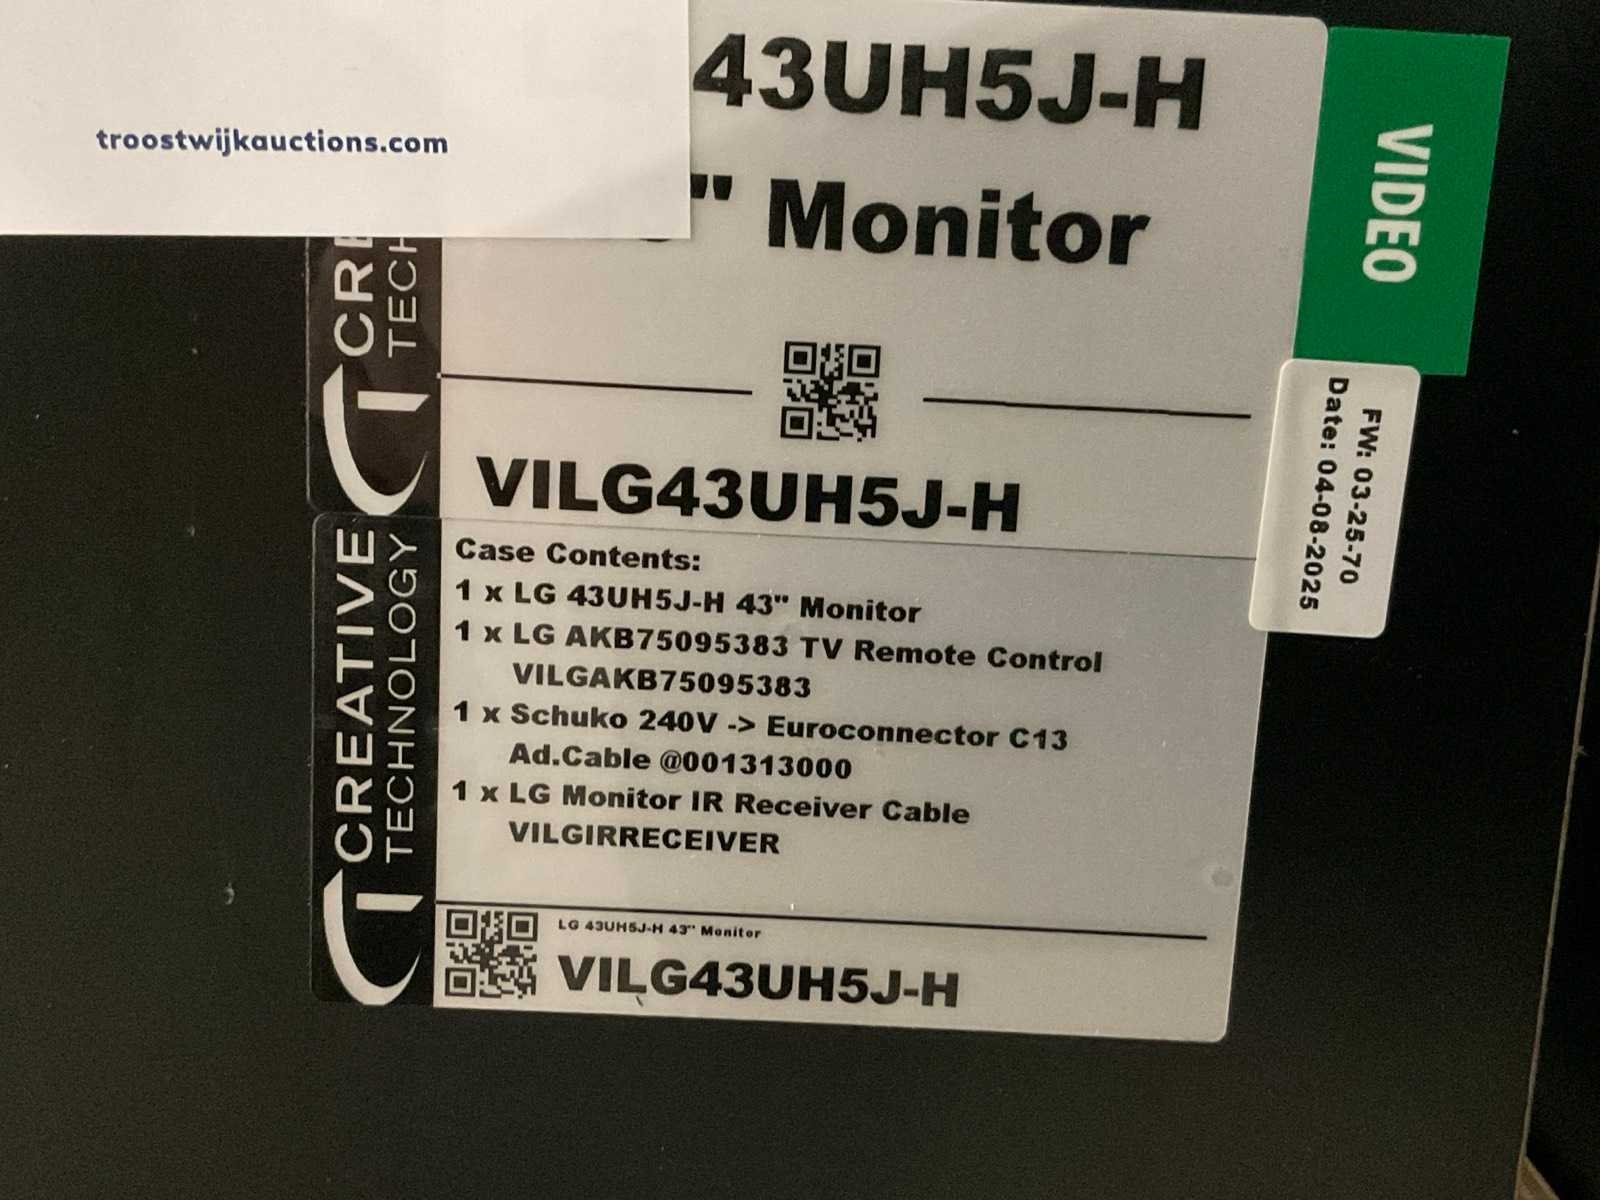 troostwijkauctions.com
43UH5J-H
" Monitor
VIDEO
FW: 03-25-70
Date: 04-08-2025
VILG43UH5J-H
CRE
TECH
Case Contents:
1 x LG 43UH5J-H 43" Monitor
1 x LG AKB75095383 TV Remote Control
VILGAKB75095383
1 x Schuko 240V -> Euroconnector C13
Ad.Cable @001313000
1 x LG Monitor IR Receiver Cable
VILGIRRECEIVER
CREATIVE
TECHNOLOGY
LG 43UH5J-H 43" Monitor
VILG43UH5J-H